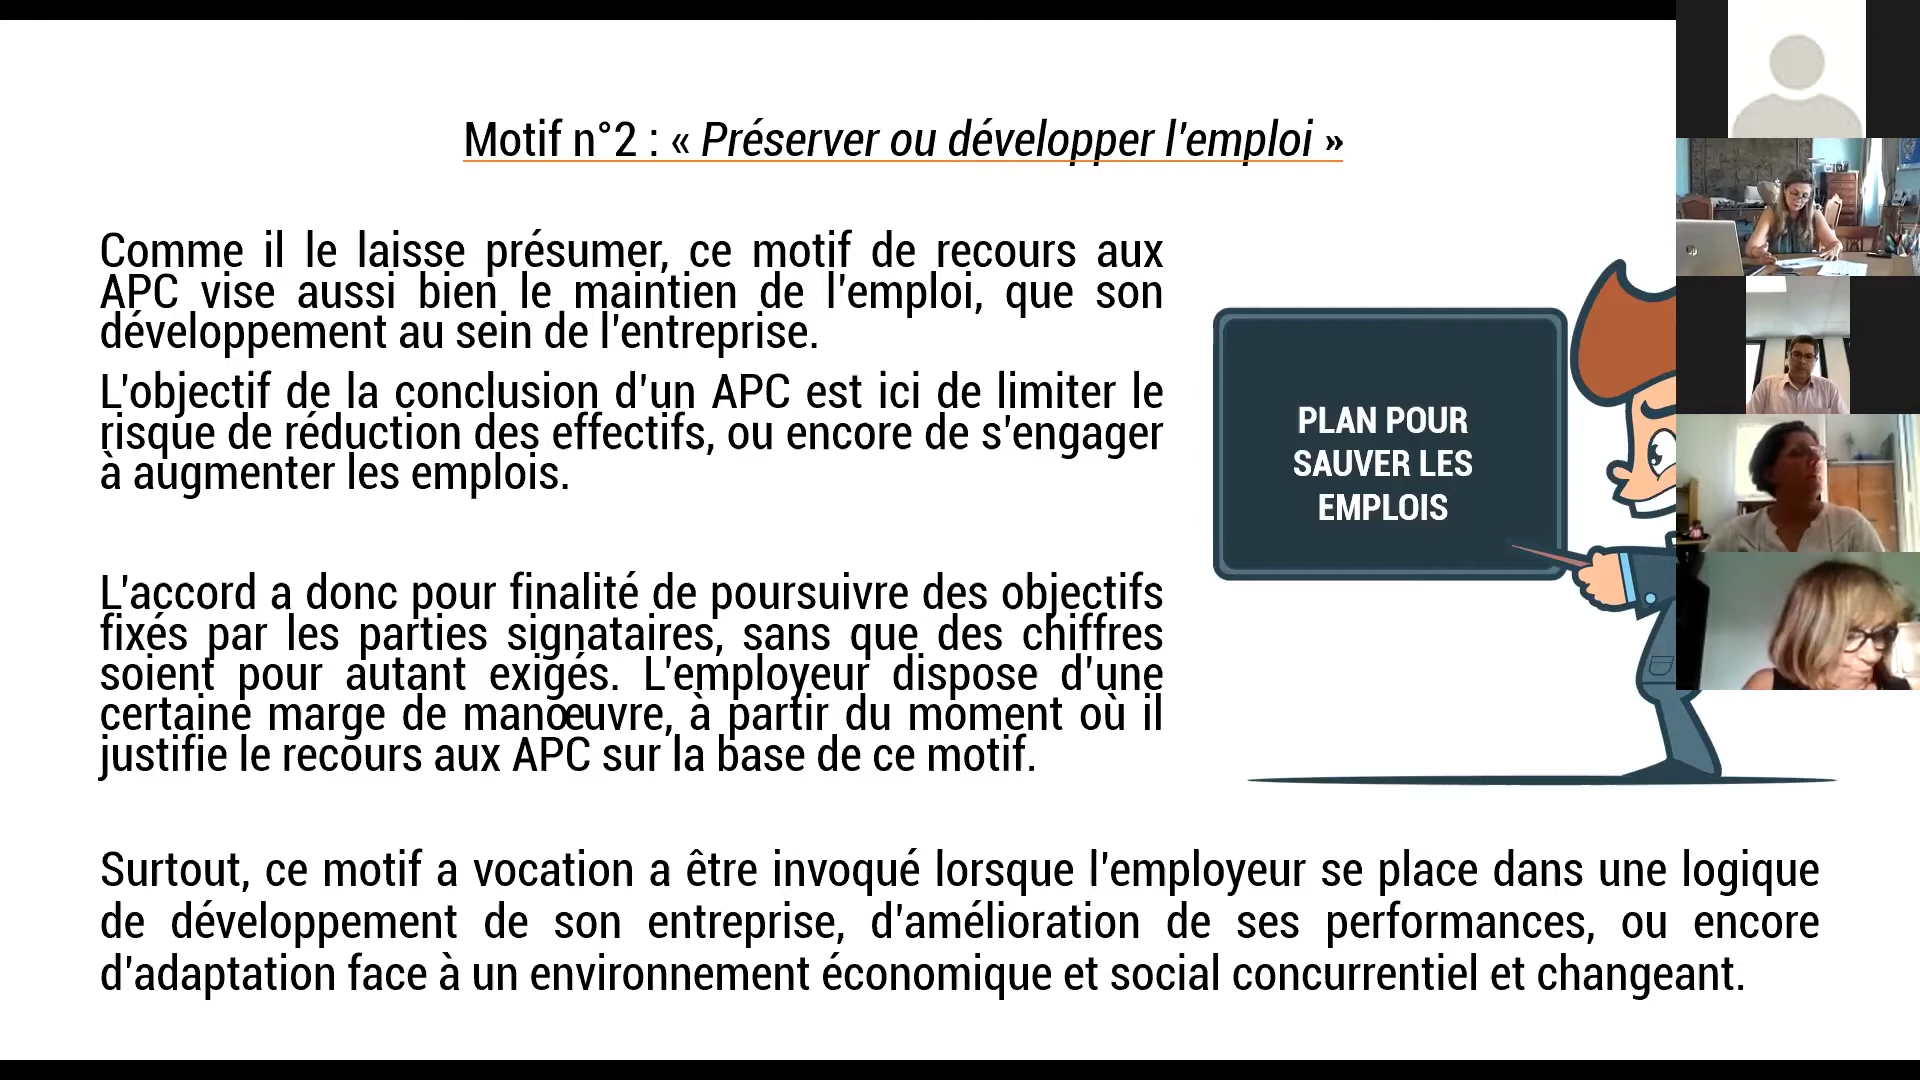 Motif n°2 : « Préserver ou développer l'emploi »
Comme il le laisse présumer, ce motif de recours aux
APC vise aussi bien le maintien de l'emploi, que son
développement au sein de l'entreprise.
L'objectif de la conclusion d'un APC est ici de limiter le
risque de réduction des effectifs, ou encore de s'engager
à augmenter les emplois.
PLAN POUR
SAUVER LES
EMPLOIS
L'accord a donc pour finalité de poursuivre des objectifs
fixés par les parties signataires, sans que des chiffres
soient pour autant exigés. L'employeur dispose d'une
certaine marge de manœuvre, à partir du moment où il
justifie le recours aux APC sur la base de ce motif.
Surtout, ce motif a vocation a être invoqué lorsque l'employeur se place dans une logique
de développement de son entreprise, d'amélioration de ses performances, ou encore
d'adaptation face à un environnement économique et social concurrentiel et changeant.